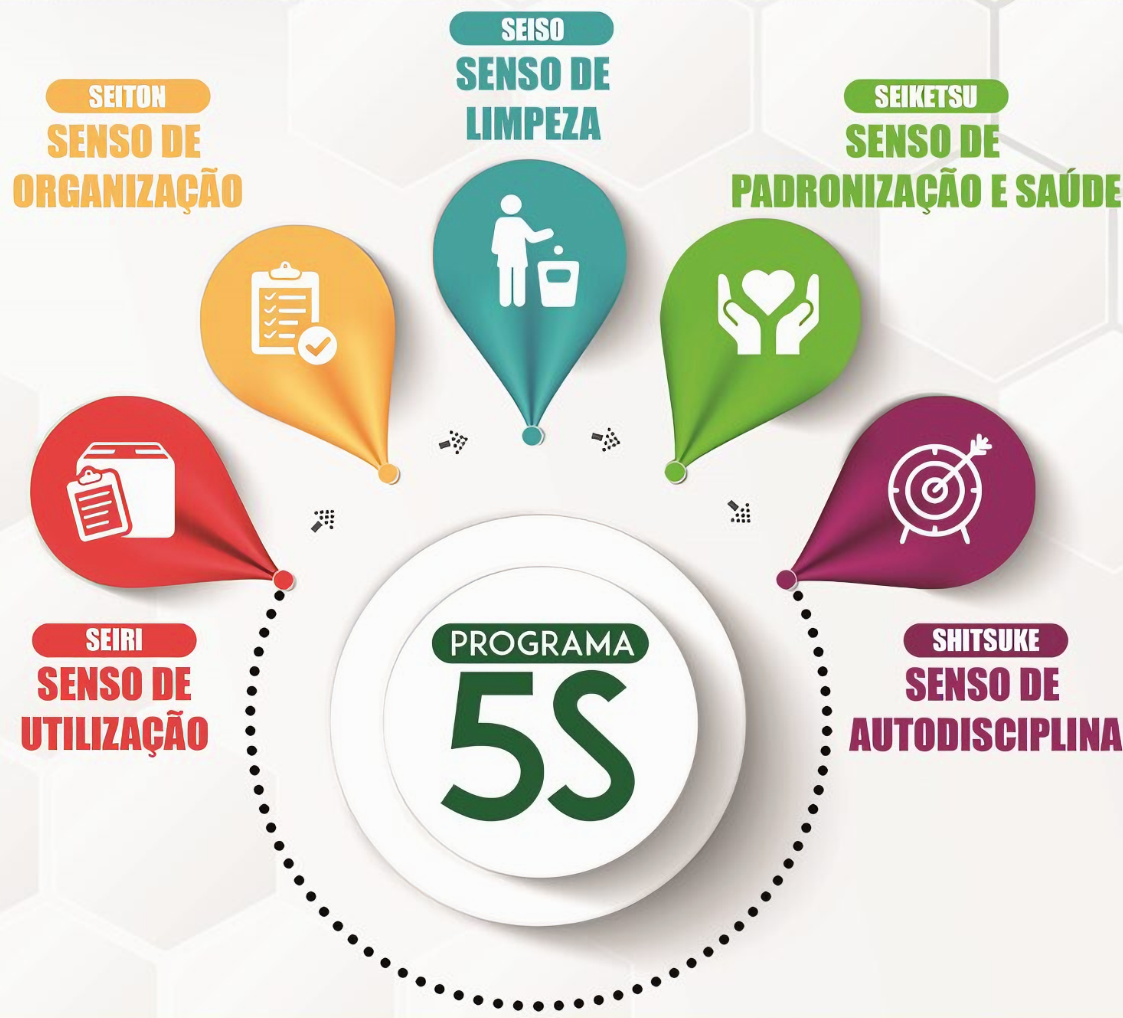 SEISO
SENSO DE
LIMPEZA
SEITON
SENSO DE
ORGANIZAÇÃO
SEIKETSU
SENSO DE
PADRONIZAÇÃO E SAÚDE
SEIRI
SENSO DE
UTILIZAÇÃO
PROGRAMA
5S
SHITSUKE
SENSO DE
AUTODISCIPLINA